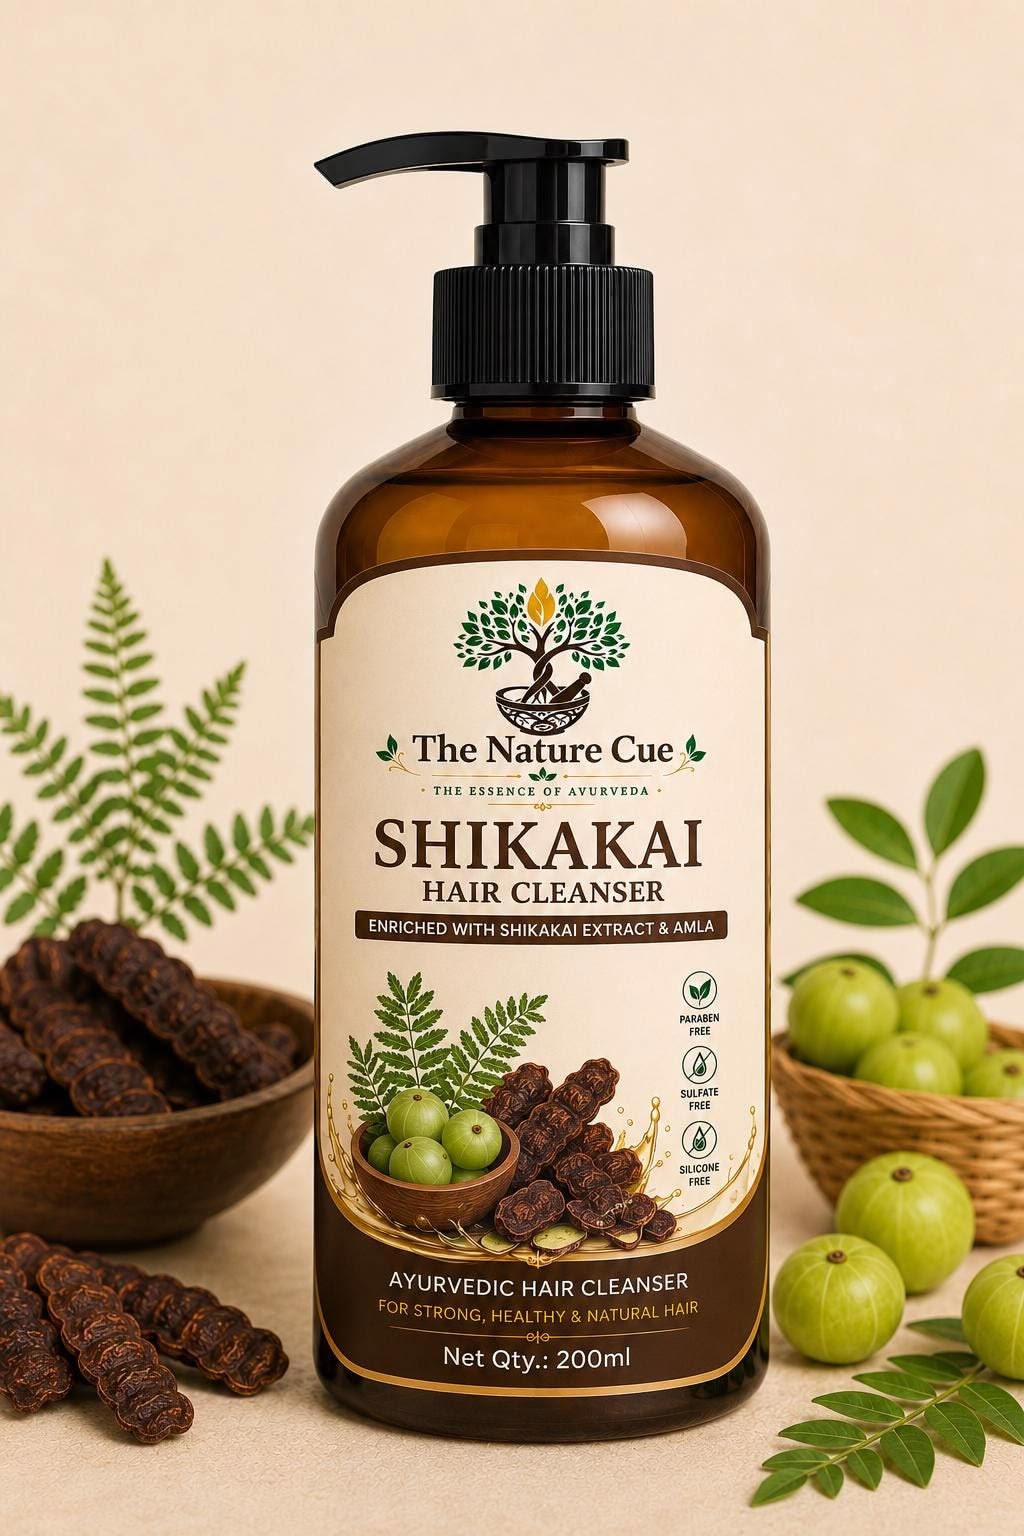 The Nature Cue
· THE ESSENCE OF AYURVEDA ·
SHIKAKAI
HAIR CLEANSER
ENRICHED WITH SHIKAKAI EXTRACT & AMLA
PARABEN
FREE
SULFATE
FREE
SILICONE
FREE
AYURVEDIC HAIR CLEANSER
FOR STRONG, HEALTHY & NATURAL HAIR
Net Qty.: 200ml